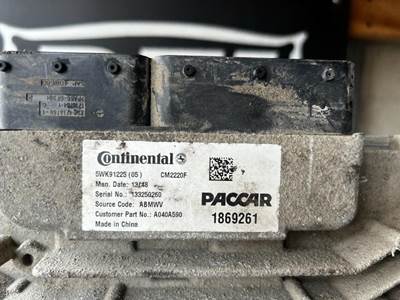 Continental
5WK91225 (05) CM2220F
Man. Date: 13/48
Serial No.: 133250260
Source Code: ABMWV
Customer Part No.: A040A590
Made in China
PACCAR
1869261